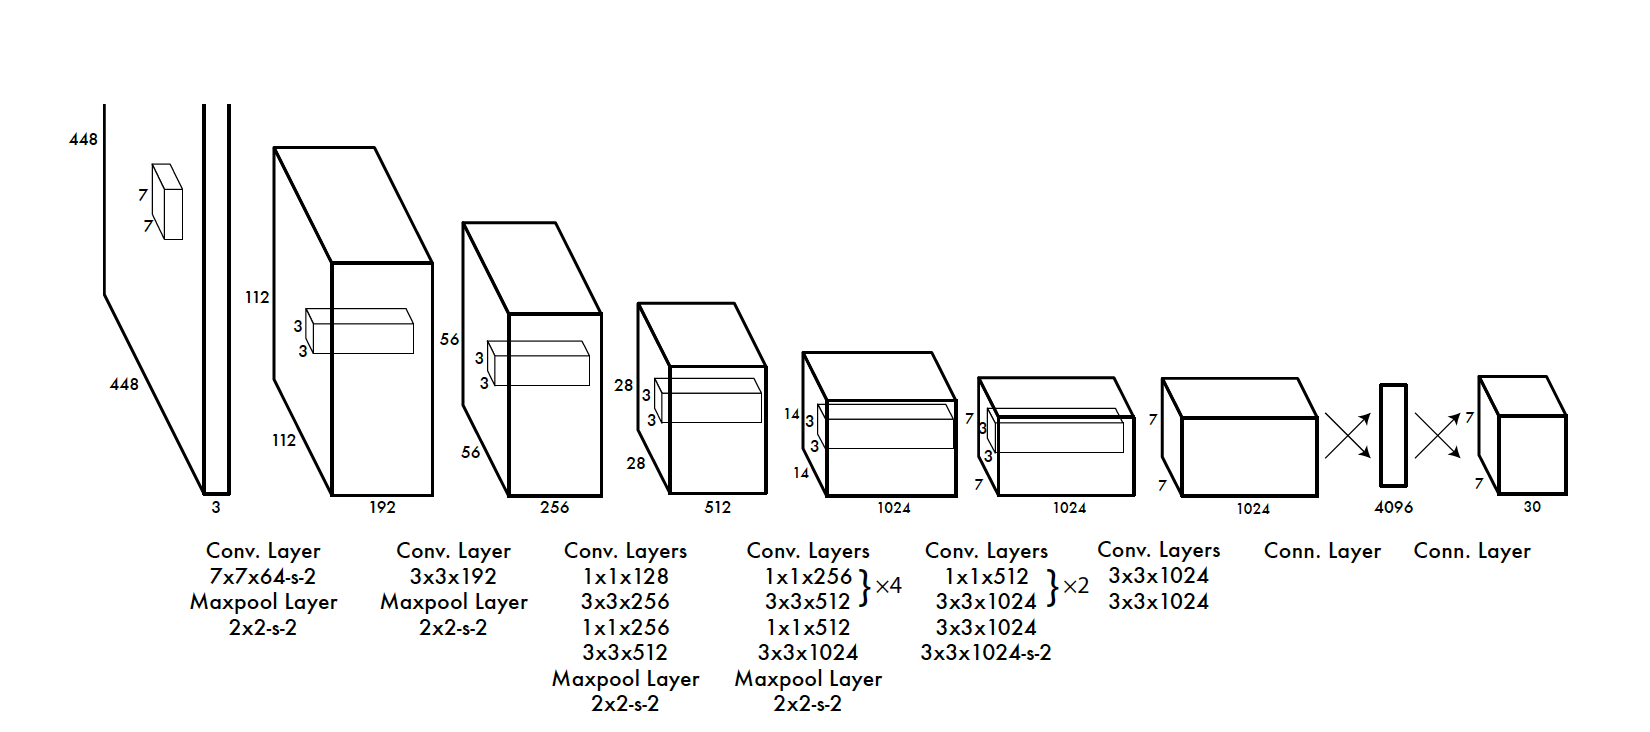 448
7
7
448
3
112
3
3
112
192
56
3
3
56
256
28
3
3
28
512
14
3
3
14
1024
7
3
3
7
1024
7
7
1024
4096
7
7
30
Conv. Layer
7x7x64-s-2
Maxpool Layer
2x2-s-2
Conv. Layer
3x3x192
Maxpool Layer
2x2-s-2
Conv. Layers
1x1x128
3x3x256
1x1x256
3x3x512
Maxpool Layer
2x2-s-2
Conv. Layers
1x1x256
3x3x512
}×4
1x1x512
3x3x1024
Maxpool Layer
2x2-s-2
Conv. Layers
1x1x512
3x3x1024
}×2
3x3x1024
3x3x1024-s-2
Conv. Layers
3x3x1024
3x3x1024
Conn. Layer
Conn. Layer